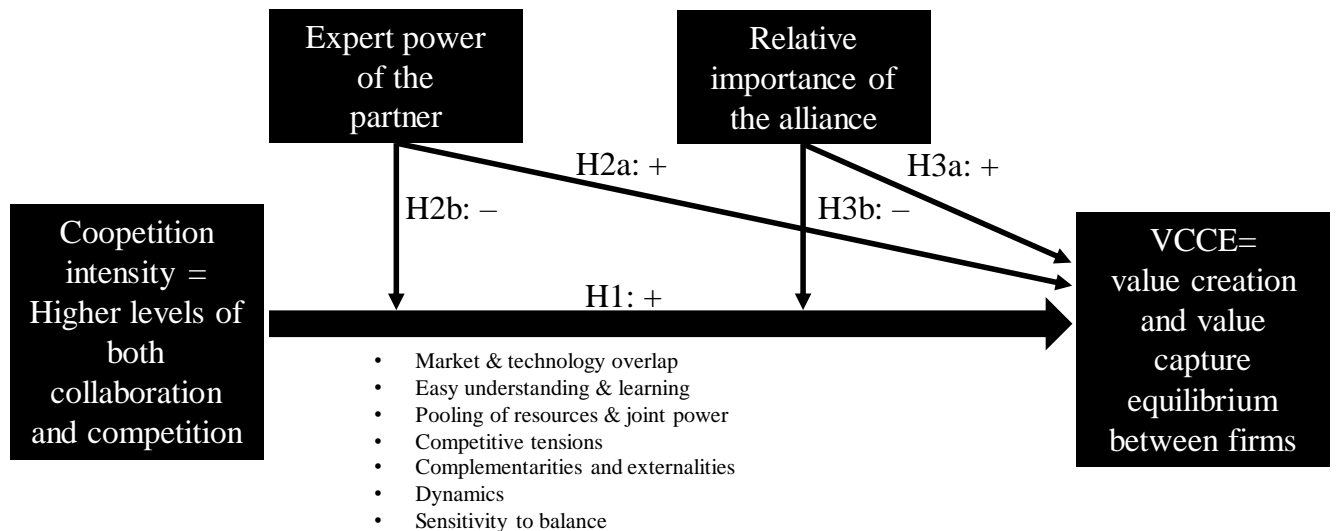 Expert power
of the
partner
Relative
importance of
the alliance
H2a: +
H3a: +
H2b: –
H3b: –
Coopetition
intensity =
Higher levels of
both
collaboration
and competition
H1: +
VCCE=
value creation
and value
capture
equilibrium
between firms
• Market & technology overlap
• Easy understanding & learning
• Pooling of resources & joint power
• Competitive tensions
• Complementarities and externalities
• Dynamics
• Sensitivity to balance